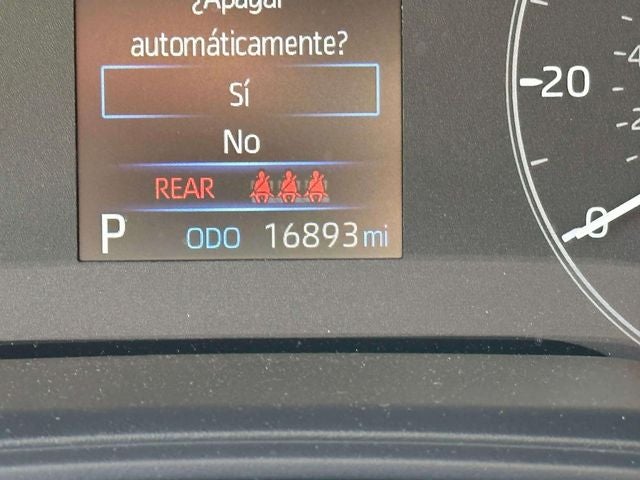 ¿Apagar
automáticamente?
Sí
No
REAR
P ODO 16893 mi
20
0